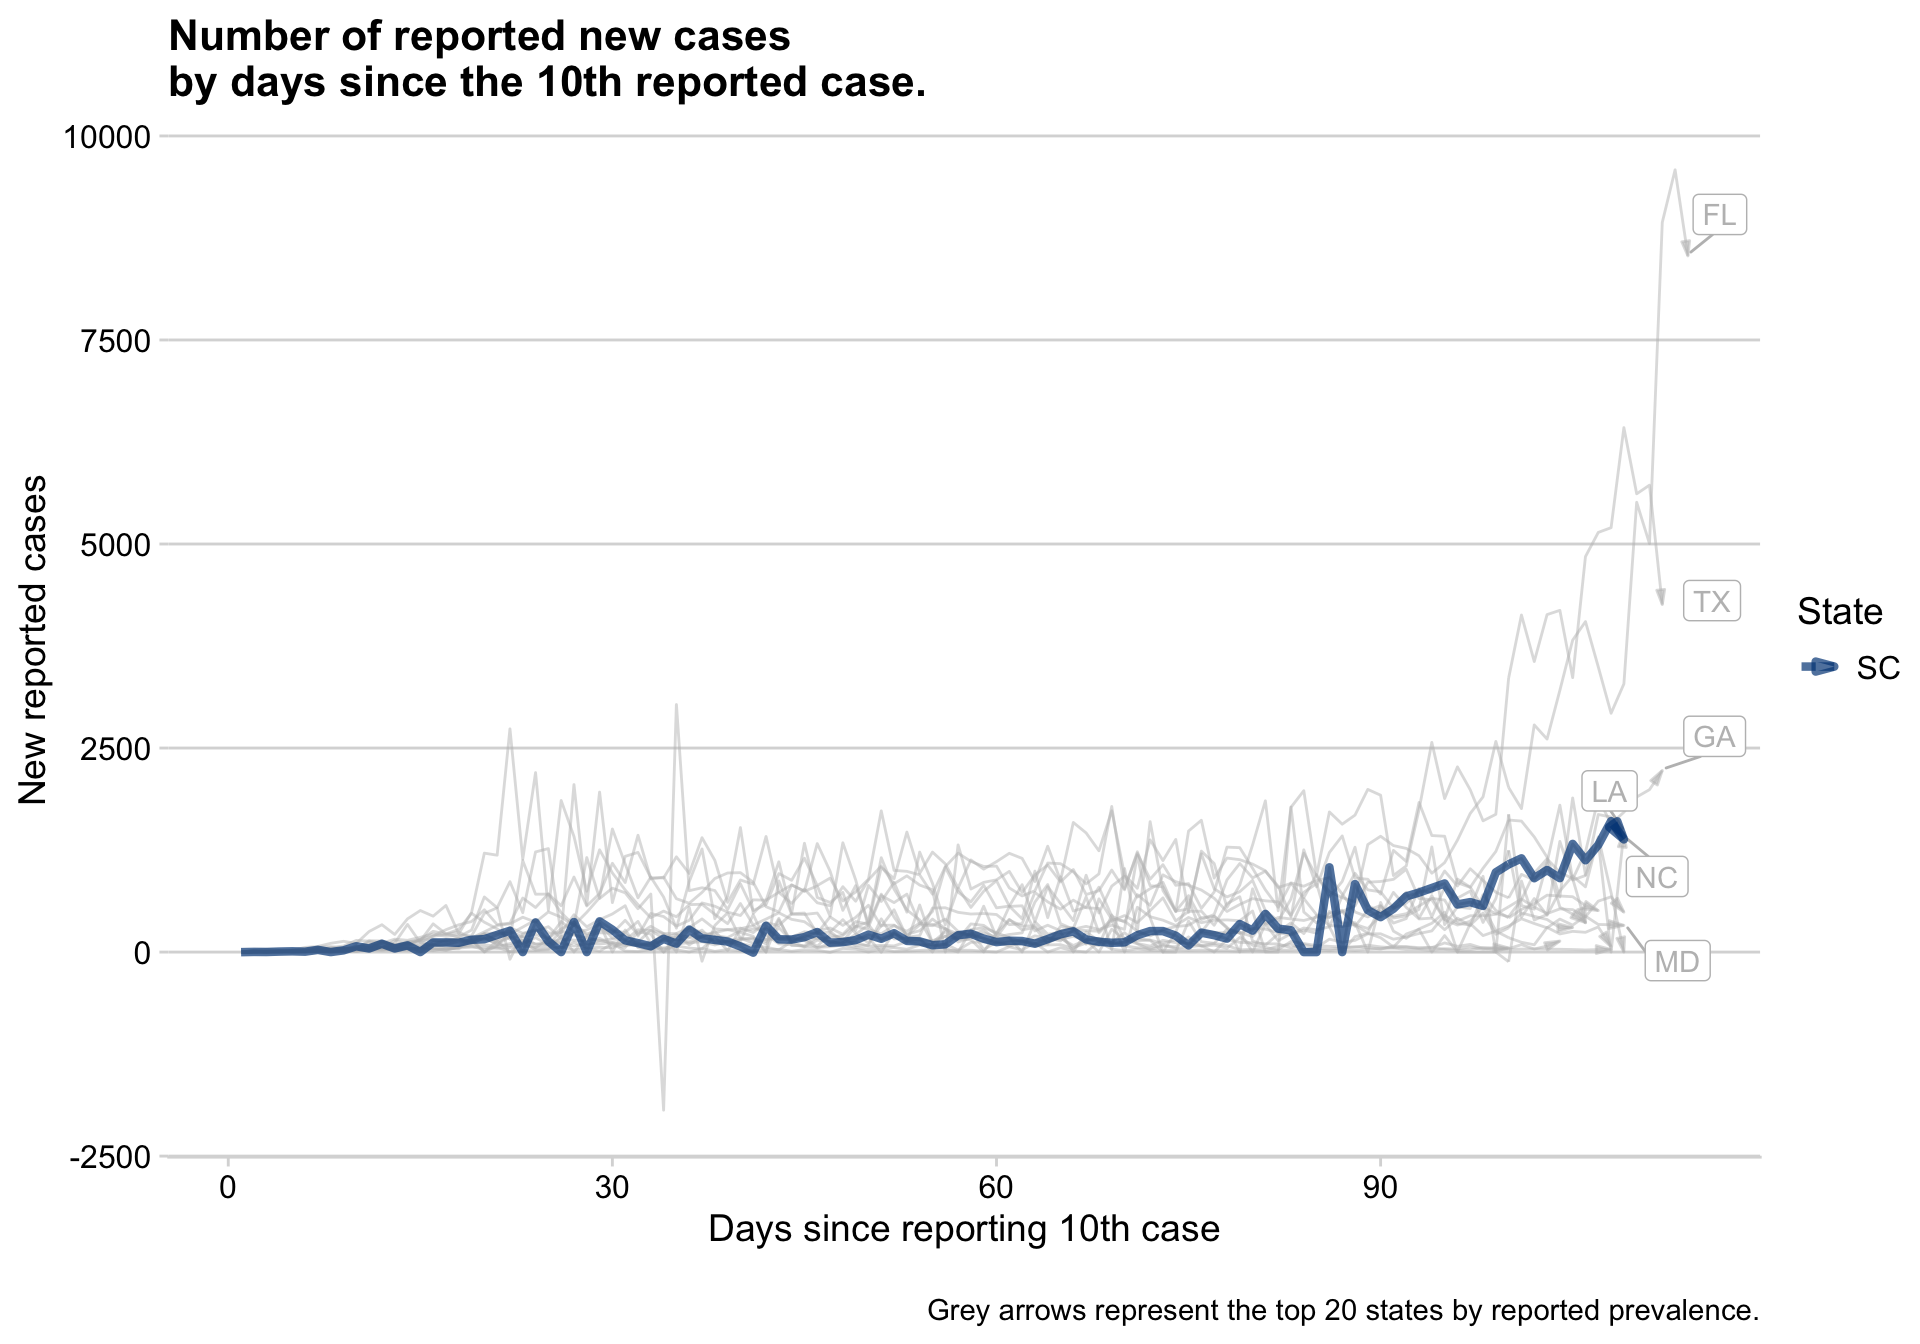 Number of reported new cases
by days since the 10th reported case.
10000
7500
5000
2500
0
-2500
New reported cases
FL
TX
GA
LA
NC
MD
State
SC
0
30
60
90
Days since reporting 10th case
Grey arrows represent the top 20 states by reported prevalence.